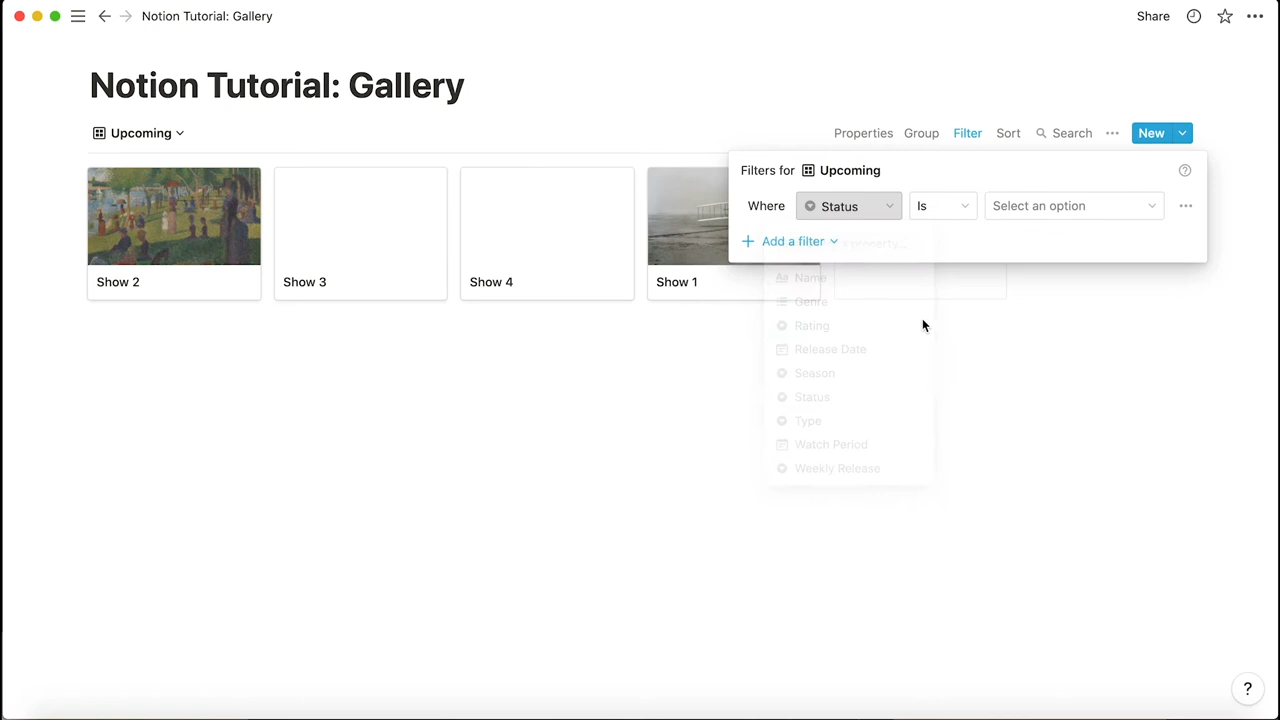 Notion Tutorial: Gallery
Share
Notion Tutorial: Gallery
Upcoming
Properties Group Filter Sort Search New
Filters for Upcoming
Where Status Is Select an option
Add a filter
Show 2
Show 3
Show 4
Show 1
Aa Name
Genre
Rating
Release Date
Season
Status
Type
Watch Period
Weekly Release
?